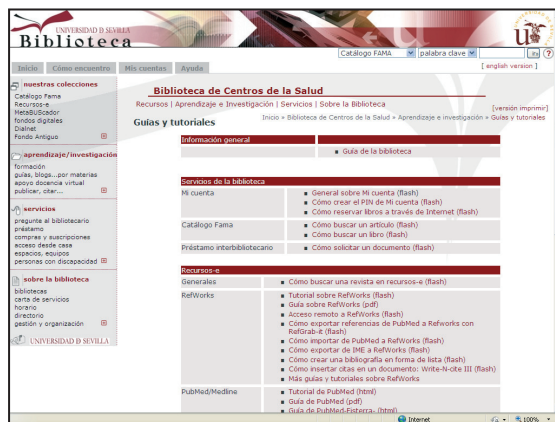 UNIVERSIDAD D SEVILLA
Biblioteca
Catálogo FAMA palabra clave
Inicio Cómo encuentro Mis cuentas Ayuda
[ english version ]
nuestras colecciones
Catálogo Fama
Recursos-e
MetaBUScador
fondos digitales
Dialnet
Fondo Antiguo
aprendizaje/investigación
formación
guías, blogs...por materias
apoyo docencia virtual
publicar, citar...
servicios
pregunte al bibliotecario
préstamo
compras y suscripciones
acceso desde casa
espacios, equipos
personas con discapacidad
sobre la biblioteca
bibliotecas
carta de servicios
horario
directorio
gestión y organización
UNIVERSIDAD D SEVILLA
Biblioteca de Centros de la Salud
Recursos | Aprendizaje e Investigación | Servicios | Sobre la Biblioteca
[versión imprimir]
Guías y tutoriales
Inicio » Biblioteca de Centros de la Salud » Aprendizaje e investigación » Guías y tutoriales
Información general
Guía de la biblioteca
Servicios de la biblioteca
Mi cuenta
General sobre Mi cuenta (flash)
Cómo crear el PIN de Mi cuenta (flash)
Cómo reservar libros a través de Internet (flash)
Catálogo Fama
Cómo buscar un artículo (flash)
Cómo buscar un libro (flash)
Préstamo interbibliotecario
Cómo solicitar un documento (flash)
Recursos-e
Generales
Cómo buscar una revista en recursos-e (flash)
RefWorks
Tutorial sobre RefWorks (flash)
Guía sobre RefWorks (pdf)
Acceso remoto a RefWorks (flash)
Cómo exportar referencias de PubMed a Refworks con
RefGrab-it (flash)
Cómo importar de PubMed a RefWorks (flash)
Cómo exportar de IME a RefWorks (flash)
Cómo crear una bibliografía en forma de lista (flash)
Cómo insertar citas en un documento: Write-N-cite III (flash)
Más guías y tutoriales sobre RefWorks
PubMed/Medline
Tutorial de PubMed (html)
Guía de PubMed (pdf)
Guía de PubMed-Fisterra- (html)
Internet 100%